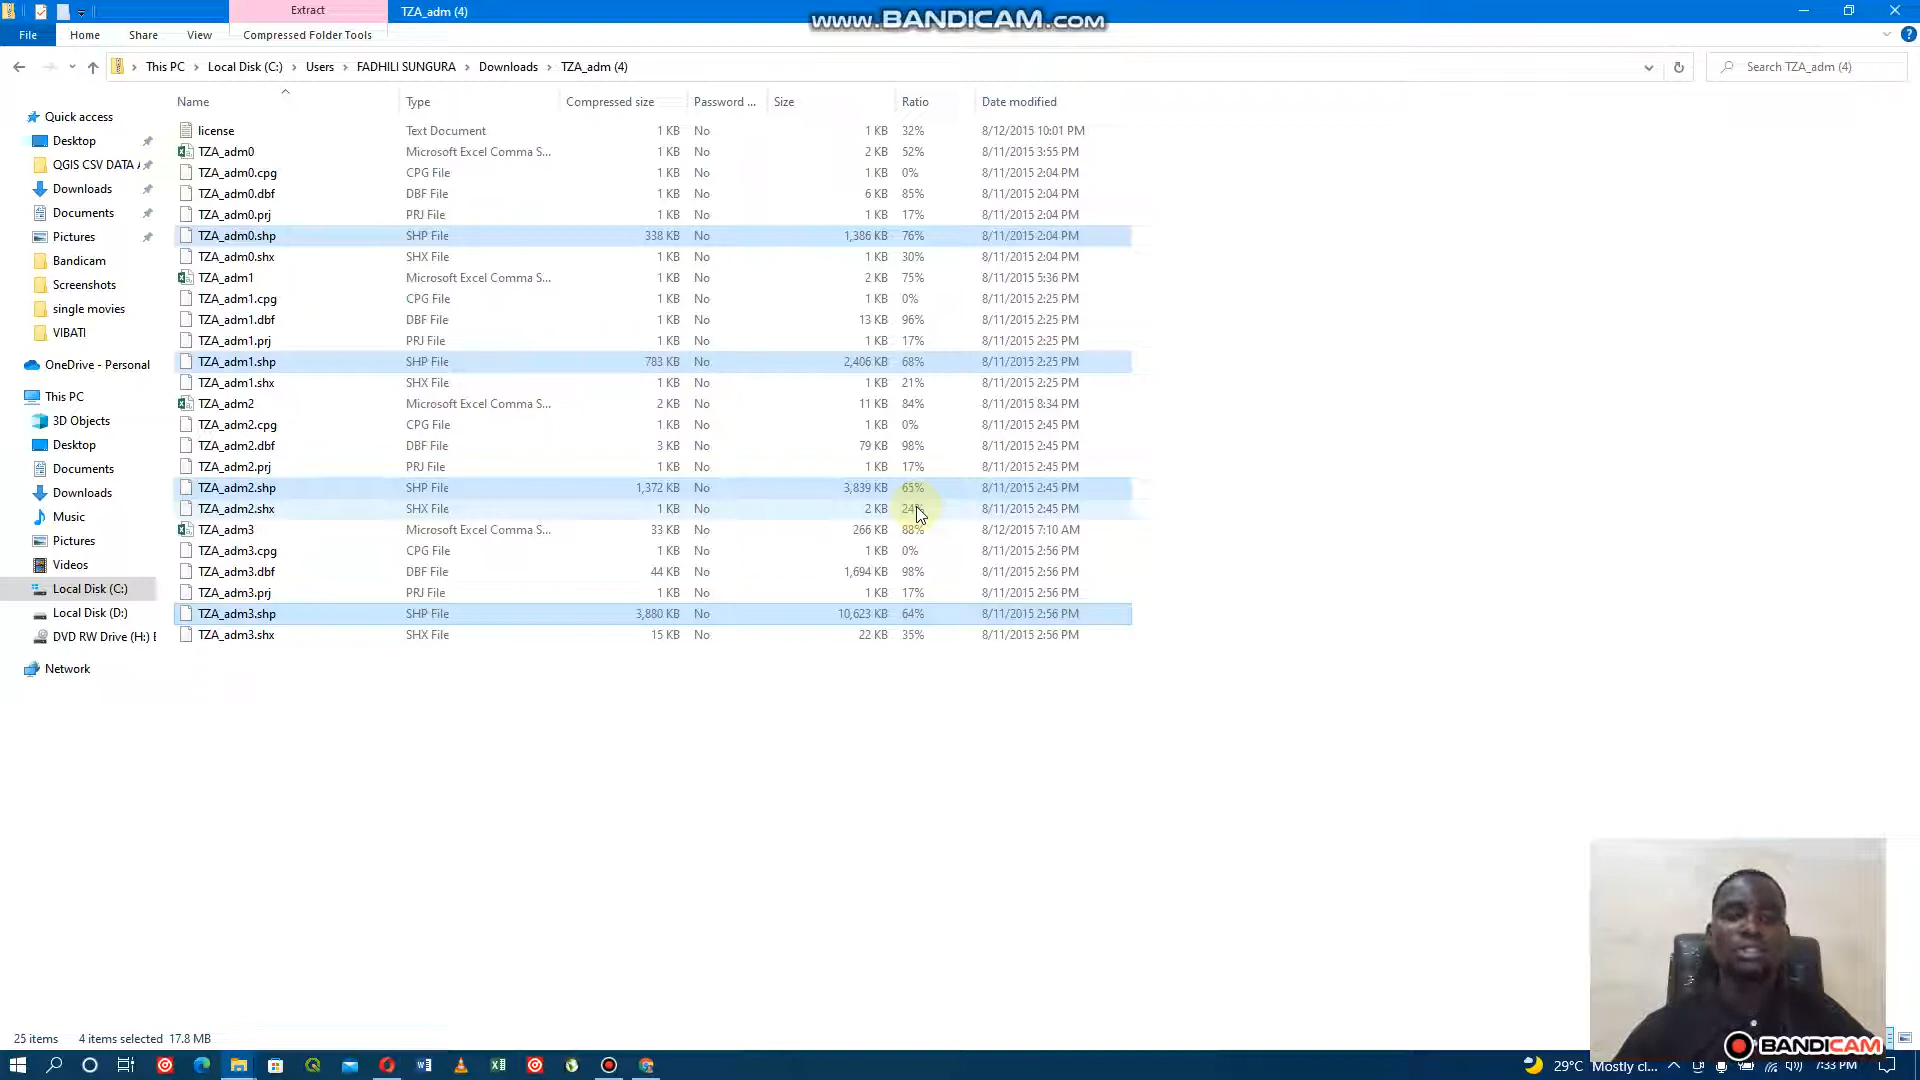 Extract TZA_adm (4) www.BANDICAM.com
File Home Share View Compressed Folder Tools
This PC Local Disk (C:) Users FADHILI SUNGURA Downloads TZA_adm (4) Search TZA_adm (4)
Name Type Compressed size Password ... Size Ratio Date modified
license Text Document 1 KB No 1 KB 32% 8/12/2015 10:01 PM
TZA_adm0 Microsoft Excel Comma S... 1 KB No 2 KB 52% 8/11/2015 3:55 PM
TZA_adm0.cpg CPG File 1 KB No 1 KB 0% 8/11/2015 2:04 PM
TZA_adm0.dbf DBF File 1 KB No 6 KB 85% 8/11/2015 2:04 PM
TZA_adm0.prj PRJ File 1 KB No 1 KB 17% 8/11/2015 2:04 PM
TZA_adm0.shp SHP File 338 KB No 1,386 KB 76% 8/11/2015 2:04 PM
TZA_adm0.shx SHX File 1 KB No 1 KB 30% 8/11/2015 2:04 PM
TZA_adm1 Microsoft Excel Comma S... 1 KB No 2 KB 75% 8/11/2015 5:36 PM
TZA_adm1.cpg CPG File 1 KB No 1 KB 0% 8/11/2015 2:25 PM
TZA_adm1.dbf DBF File 1 KB No 13 KB 96% 8/11/2015 2:25 PM
TZA_adm1.prj PRJ File 1 KB No 1 KB 17% 8/11/2015 2:25 PM
TZA_adm1.shp SHP File 783 KB No 2,406 KB 68% 8/11/2015 2:25 PM
TZA_adm1.shx SHX File 1 KB No 1 KB 21% 8/11/2015 2:25 PM
TZA_adm2 Microsoft Excel Comma S... 2 KB No 11 KB 84% 8/11/2015 8:34 PM
TZA_adm2.cpg CPG File 1 KB No 1 KB 0% 8/11/2015 2:45 PM
TZA_adm2.dbf DBF File 3 KB No 79 KB 98% 8/11/2015 2:45 PM
TZA_adm2.prj PRJ File 1 KB No 1 KB 17% 8/11/2015 2:45 PM
TZA_adm2.shp SHP File 1,372 KB No 3,839 KB 65% 8/11/2015 2:45 PM
TZA_adm2.shx SHX File 1 KB No 2 KB 24% 8/11/2015 2:45 PM
TZA_adm3 Microsoft Excel Comma S... 33 KB No 266 KB 88% 8/12/2015 7:10 AM
TZA_adm3.cpg CPG File 1 KB No 1 KB 0% 8/11/2015 2:56 PM
TZA_adm3.dbf DBF File 44 KB No 1,694 KB 98% 8/11/2015 2:56 PM
TZA_adm3.prj PRJ File 1 KB No 1 KB 17% 8/11/2015 2:56 PM
TZA_adm3.shp SHP File 3,880 KB No 10,623 KB 64% 8/11/2015 2:56 PM
TZA_adm3.shx SHX File 15 KB No 22 KB 35% 8/11/2015 2:56 PM
Quick access
Desktop
QGIS CSV DATA
Downloads
Documents
Pictures
Bandicam
Screenshots
single movies
VIBATI
OneDrive - Personal
This PC
3D Objects
Desktop
Documents
Downloads
Music
Pictures
Videos
Local Disk (C:)
Local Disk (D:)
DVD RW Drive (H:) E
Network
25 items 4 items selected 17.8 MB
BANDICAM
29°C Mostly cl... 7:33 PM